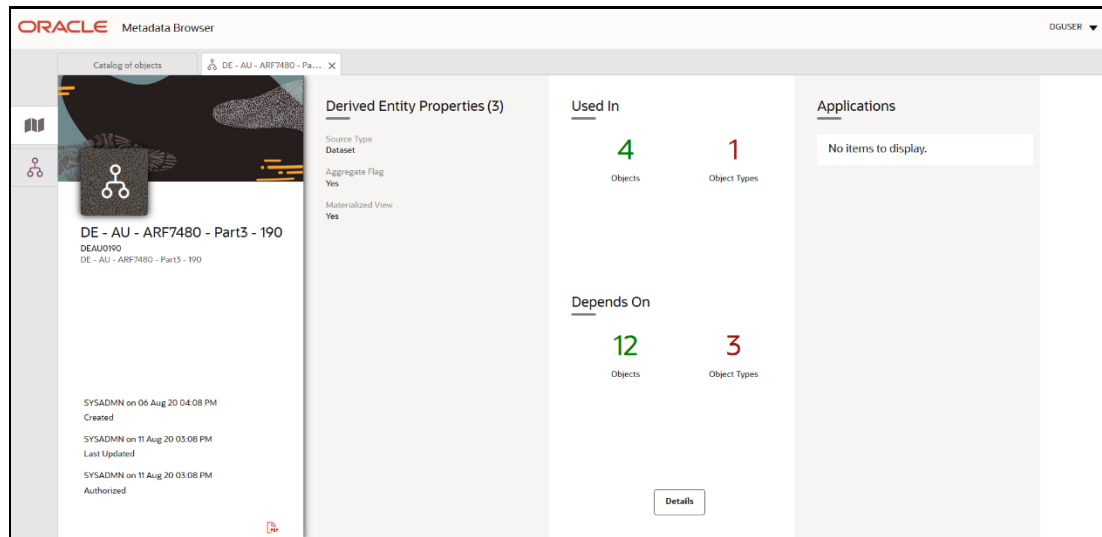 ORACLE Metadata Browser
DGUSER
Catalog of objects
DE - AU - ARF7480 - Pa...
DE - AU - ARF7480 - Part3 - 190
DEAU0190
DE - AU - ARF7480 - Part3 - 190
SYSADMN on 06 Aug 20 04:08 PM
Created
SYSADMN on 11 Aug 20 03:08 PM
Last Updated
SYSADMN on 11 Aug 20 03:08 PM
Authorized
PDF
Derived Entity Properties (3)
Source Type
Dataset
Aggregate Flag
Yes
Materialized View
Yes
Used In
4 1
Objects Object Types
Depends On
12 3
Objects Object Types
Details
Applications
No items to display.